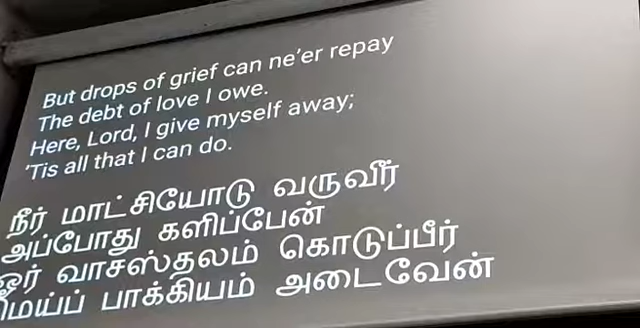 But drops of grief can ne'er repay
The debt of love I owe.
Here, Lord, I give myself away;
'Tis all that I can do.
நீர் மாட்சியோடு வருவீர்
அப்போது களிப்பேன்
ஓர் வாசஸ்தலம் கொடுப்பீர்
மெய்ப் பாக்கியம் அடைவேன்